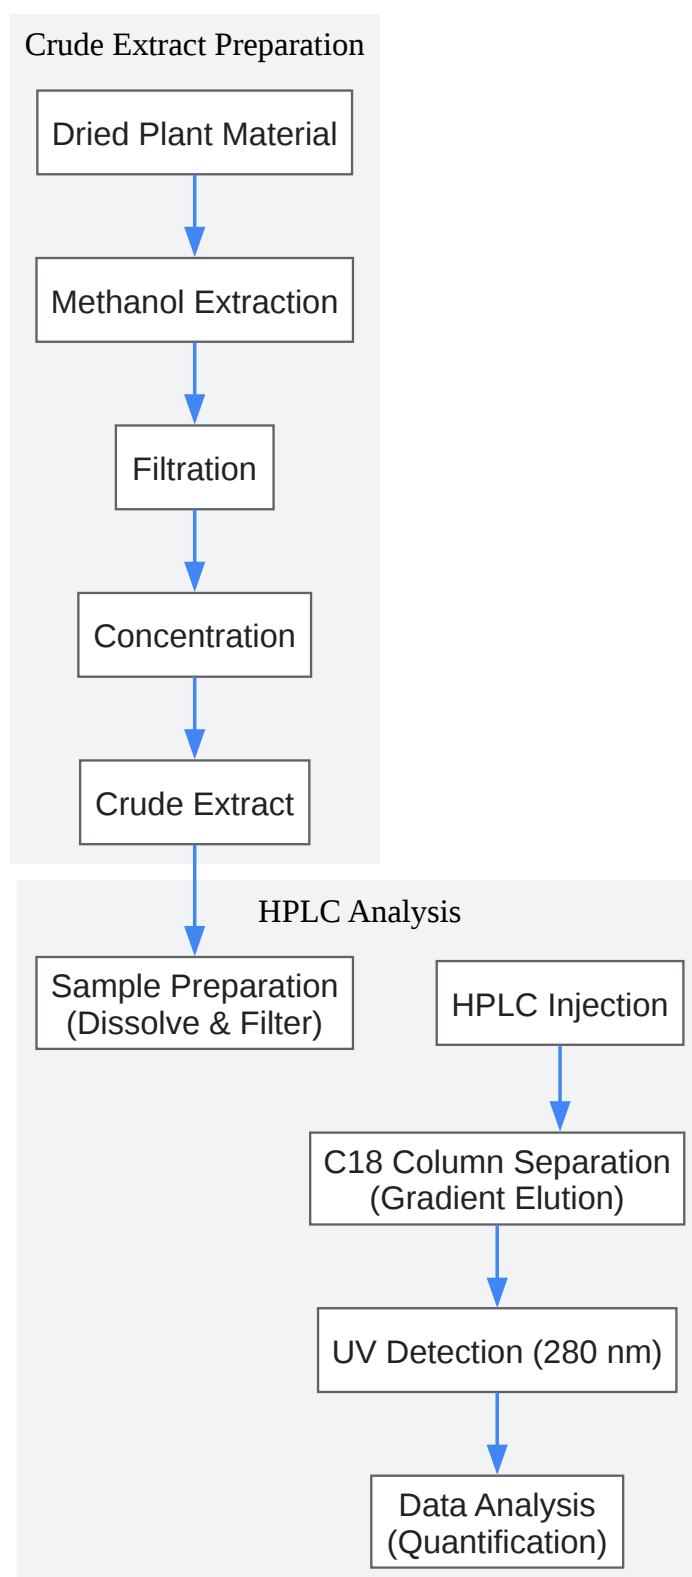 Crude Extract Preparation
Dried Plant Material
Methanol Extraction
Filtration
Concentration
Crude Extract
HPLC Analysis
Sample Preparation
(Dissolve & Filter)
HPLC Injection
C18 Column Separation
(Gradient Elution)
UV Detection (280 nm)
Data Analysis
(Quantification)